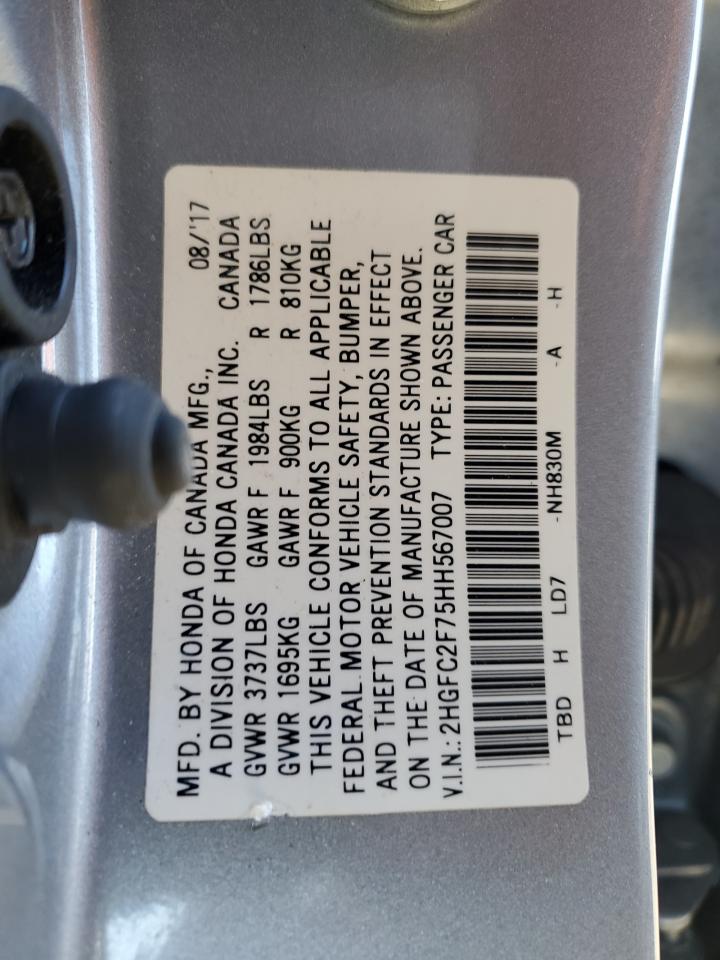 MFD. BY HONDA OF CANADA MFG., 08/'17
A DIVISION OF HONDA CANADA INC. CANADA
GVWR 3737LBS GAWR F 1984LBS R 1786LBS
GVWR 1695KG GAWR F 900KG R 810KG
THIS VEHICLE CONFORMS TO ALL APPLICABLE
FEDERAL MOTOR VEHICLE SAFETY, BUMPER,
AND THEFT PREVENTION STANDARDS IN EFFECT
ON THE DATE OF MANUFACTURE SHOWN ABOVE.
V.I.N.: 2HGFC2F75HH567007 TYPE: PASSENGER CAR
TBD H LD7 -NH830M -A -H